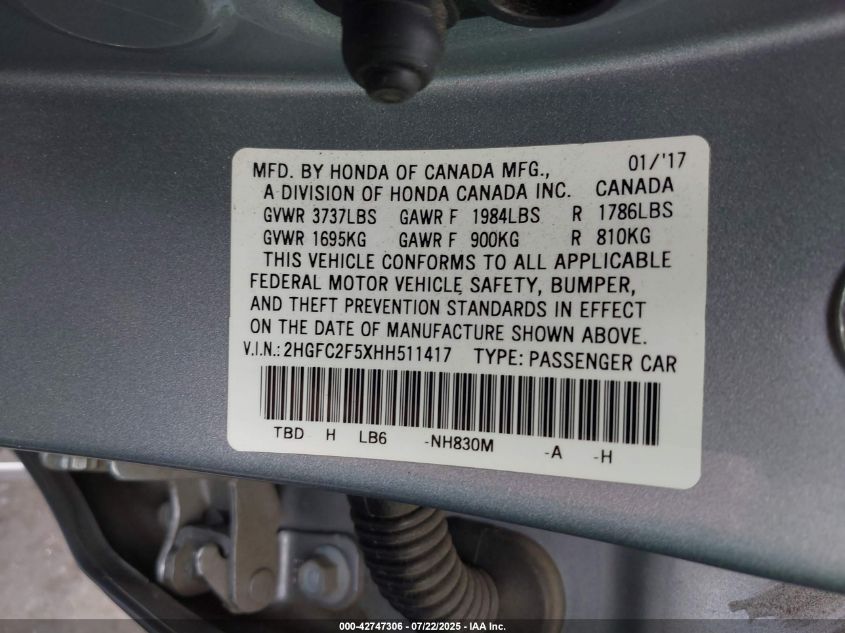 MFD. BY HONDA OF CANADA MFG., 01/'17
A DIVISION OF HONDA CANADA INC. CANADA
GVWR 3737LBS GAWR F 1984LBS R 1786LBS
GVWR 1695KG GAWR F 900KG R 810KG
THIS VEHICLE CONFORMS TO ALL APPLICABLE
FEDERAL MOTOR VEHICLE SAFETY, BUMPER,
AND THEFT PREVENTION STANDARDS IN EFFECT
ON THE DATE OF MANUFACTURE SHOWN ABOVE.
V.I.N.:2HGFC2F5XHH511417 TYPE:PASSENGER CAR
TBD H LB6 -NH830M -A -H
000-42747306 - 07/22/2025 - IAA Inc.